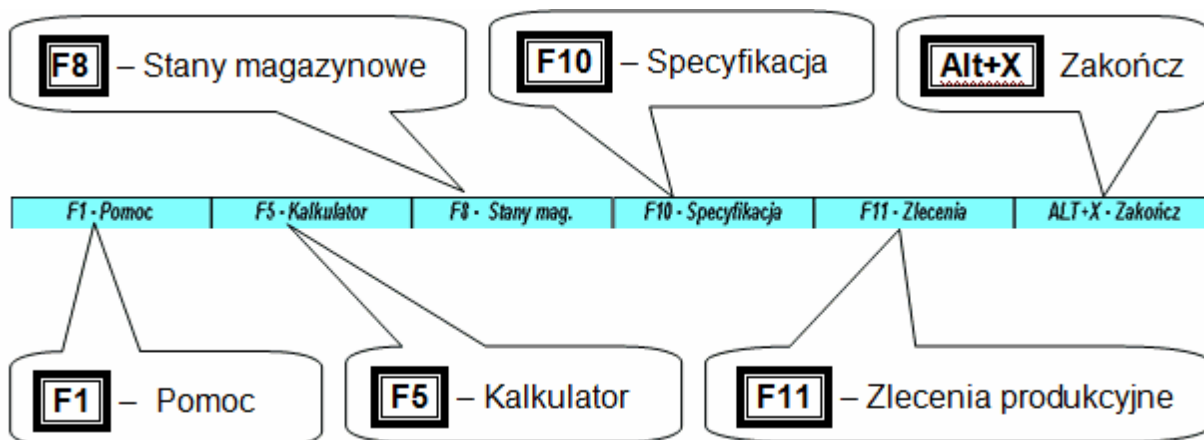 F8 – Stany magazynowe
F10 – Specyfikacja
Alt+X Zakończ
F1 - Pomoc
F5 - Kalkulator
F8 - Stany mag.
F10 - Specyfikacja
F11 - Zlecenia
ALT+X - Zakończ
F1 – Pomoc
F5 – Kalkulator
F11 – Zlecenia produkcyjne